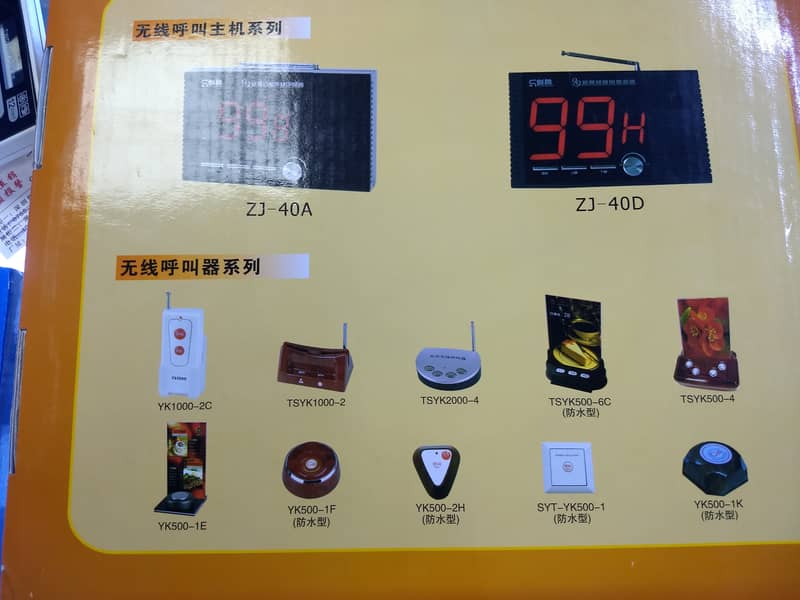 无线呼叫主机系列
99H
99H
ZJ-40A
ZJ-40D
无线呼叫器系列
YK1000-2C
TSYK1000-2
TSYK2000-4
TSYK500-6C
(防水型)
TSYK500-4
YK500-1E
YK500-1F
(防水型)
YK500-2H
(防水型)
SYT-YK500-1
(防水型)
YK500-1K
(防水型)